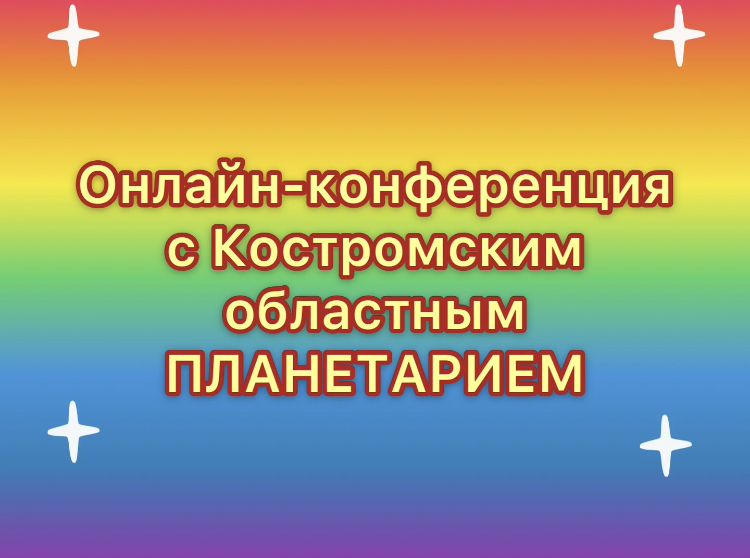 Онлайн-конференция
с Костромским
областным
ПЛАНЕТАРИЕМ